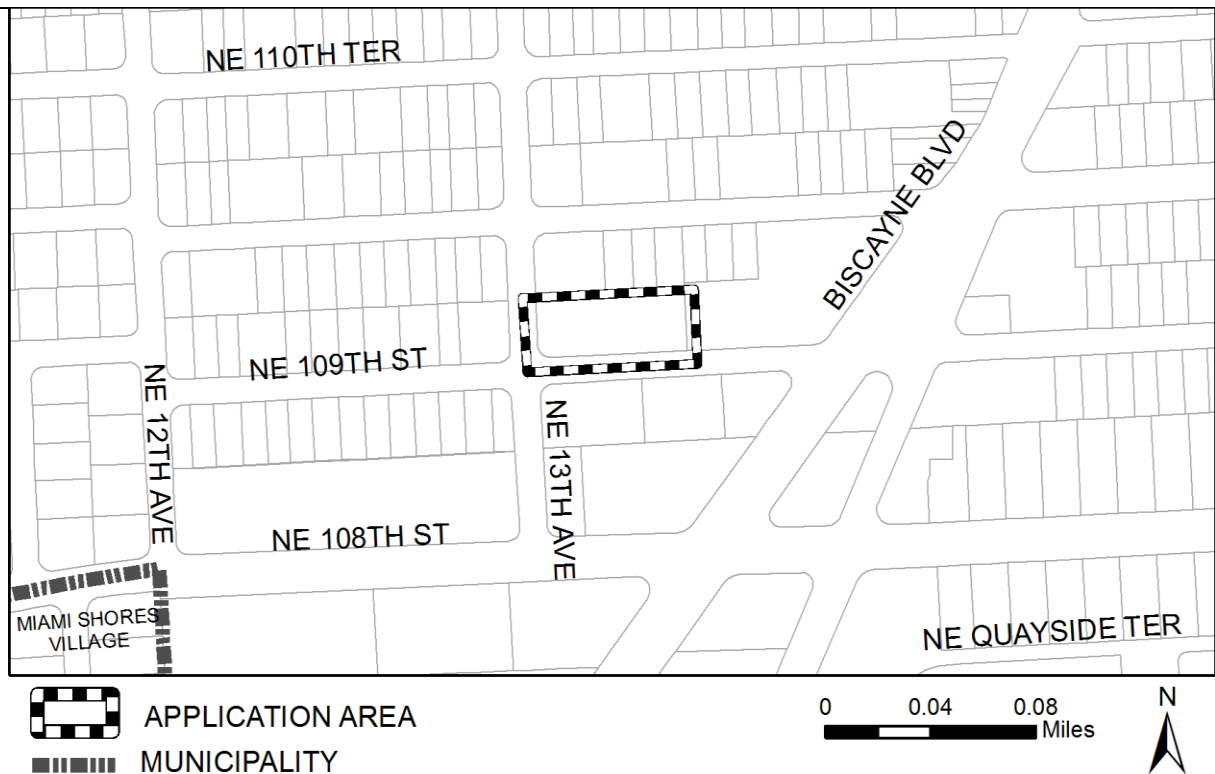 NE 110TH TER
BISCAYNE BLVD
NE 109TH ST
NE 12TH AVE
NE 13TH AVE
NE 108TH ST
MIAMI SHORES
VILLAGE
NE QUAYSIDE TER
APPLICATION AREA
MUNICIPALITY
0 0.04 0.08
Miles
N